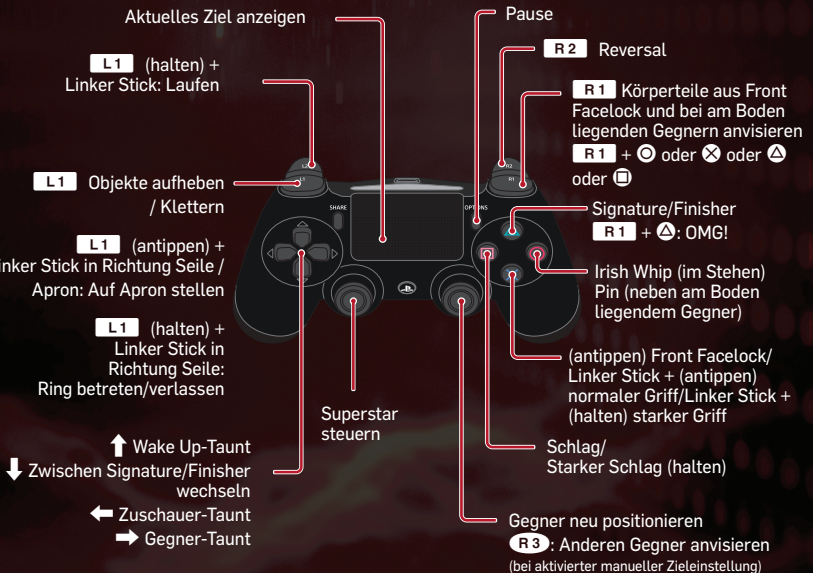 Aktuelles Ziel anzeigen
Pause
L1 (halten) +
Linker Stick: Laufen
R2 Reversal
R1 Körperteile aus Front
Facelock und bei am Boden
liegenden Gegnern anvisieren
R1 + ○ oder ✕ oder △
oder □
L2
L1
R2
R1
SHARE
OPTIONS
L1 Objekte aufheben
/ Klettern
L1 (antippen) +
inker Stick in Richtung Seile /
Apron: Auf Apron stellen
L1 (halten) +
Linker Stick in
Richtung Seile:
Ring betreten/verlassen
Signature/Finisher
R1 + △: OMG!
Irish Whip (im Stehen)
Pin (neben am Boden
liegendem Gegner)
(antippen) Front Facelock/
Linker Stick + (antippen)
normaler Griff/Linker Stick +
(halten) starker Griff
Superstar
steuern
↑ Wake Up-Taunt
↓ Zwischen Signature/Finisher
wechseln
← Zuschauer-Taunt
→ Gegner-Taunt
Schlag/
Starker Schlag (halten)
Gegner neu positionieren
R3: Anderen Gegner anvisieren
(bei aktivierter manueller Zieleinstellung)